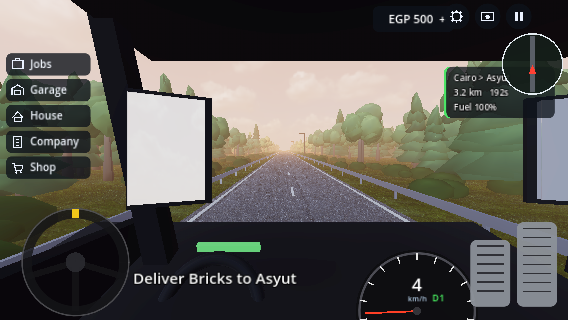 EGP 500 +
Jobs
Garage
House
Company
Shop
Cairo > Asyu
3.2 km 192s
Fuel 100%
Deliver Bricks to Asyut
4
km/h D1